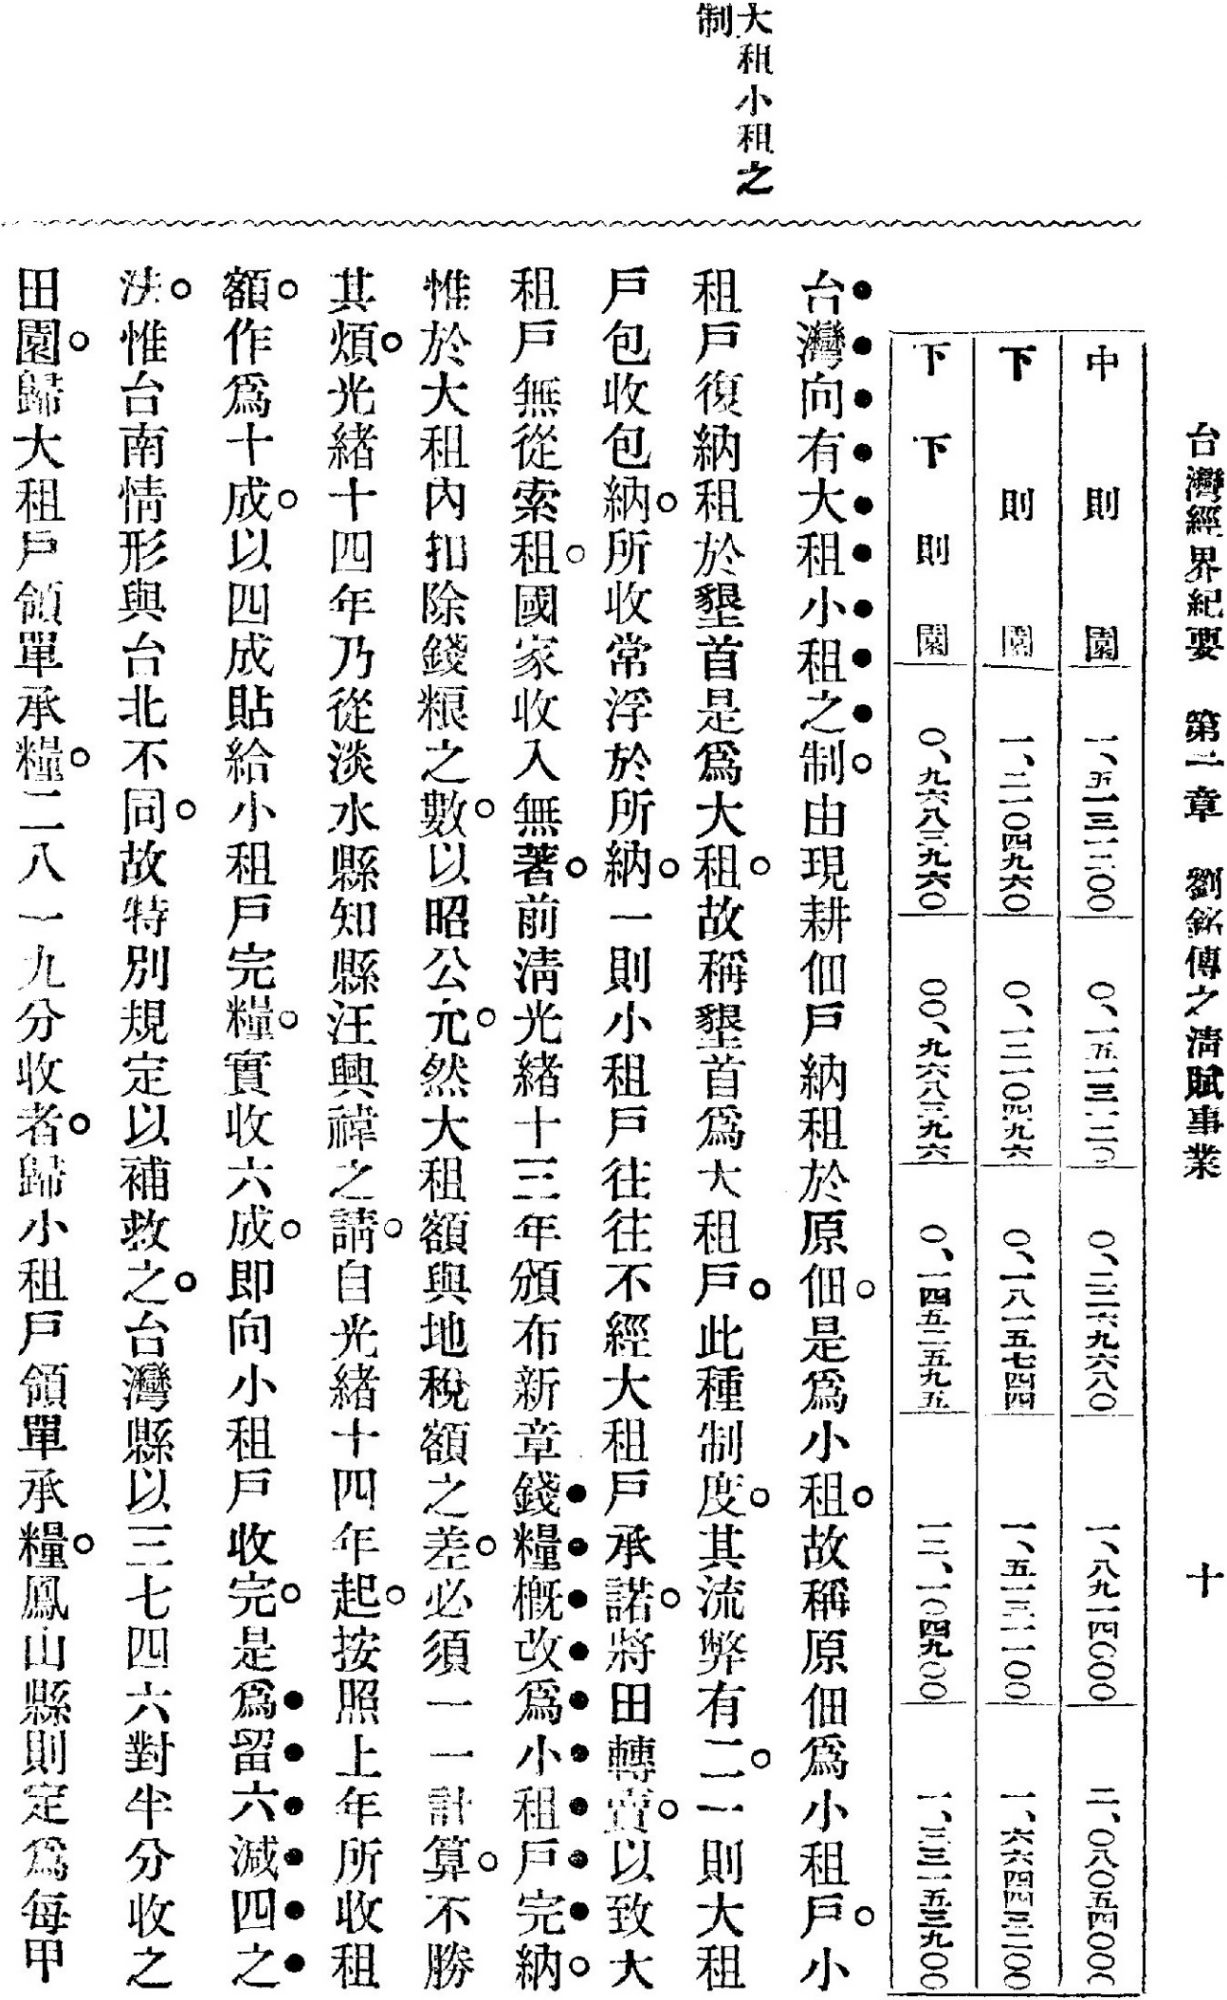 台灣經界紀要　第二章　劉銘傳之清賦事業　十
中則園　一、五一三一二〇〇　〇、一五一三一二〇　〇、二二六九六八〇　一、八九一四〇〇〇　二、〇八〇五四〇〇〇
下則園　一、二一〇四九六〇　〇、一二一〇四九六　〇、一八一五七四四　一、五一三一一〇〇　一、六六四四三二〇〇
下下則園　〇、九六八三九六〇　〇〇、九六八三九六　〇、一四五二五九五　一二、一〇四九〇〇　一、三三一五三九〇〇
大租小租之
制
台灣向有大租小租之制。由現耕佃戶納租於原佃。是爲小租。故稱原佃爲小租戶。小
租戶復納租於墾首是爲大租。故稱墾首爲大租戶。此種制度。其流弊有二。一則大租
戶包收包納。所收常浮於所納。一則小租戶往往不經大租戶承諾。將田轉賣。以致大
租戶無從索租。國家收入無著。前淸光緒十三年頒布新章錢糧槪改爲小租戶完納。
惟於大租內扣除錢糧之數。以昭公允。然大租額與地稅額之差。必須一一計算。不勝
其煩。光緒十四年乃從淡水縣知縣汪興禕之請。自光緒十四年起。按照上年所收租
額。作爲十成。以四成貼給小租戶完糧。實收六成。即向小租戶收完。是爲留六減四之
法。惟台南情形與台北不同。故特別規定以補救之。台灣縣以三七四六對半分收之
田園。歸大租戶領單承糧。二八一九分收者。歸小租戶領單承糧。鳳山縣則定爲每甲